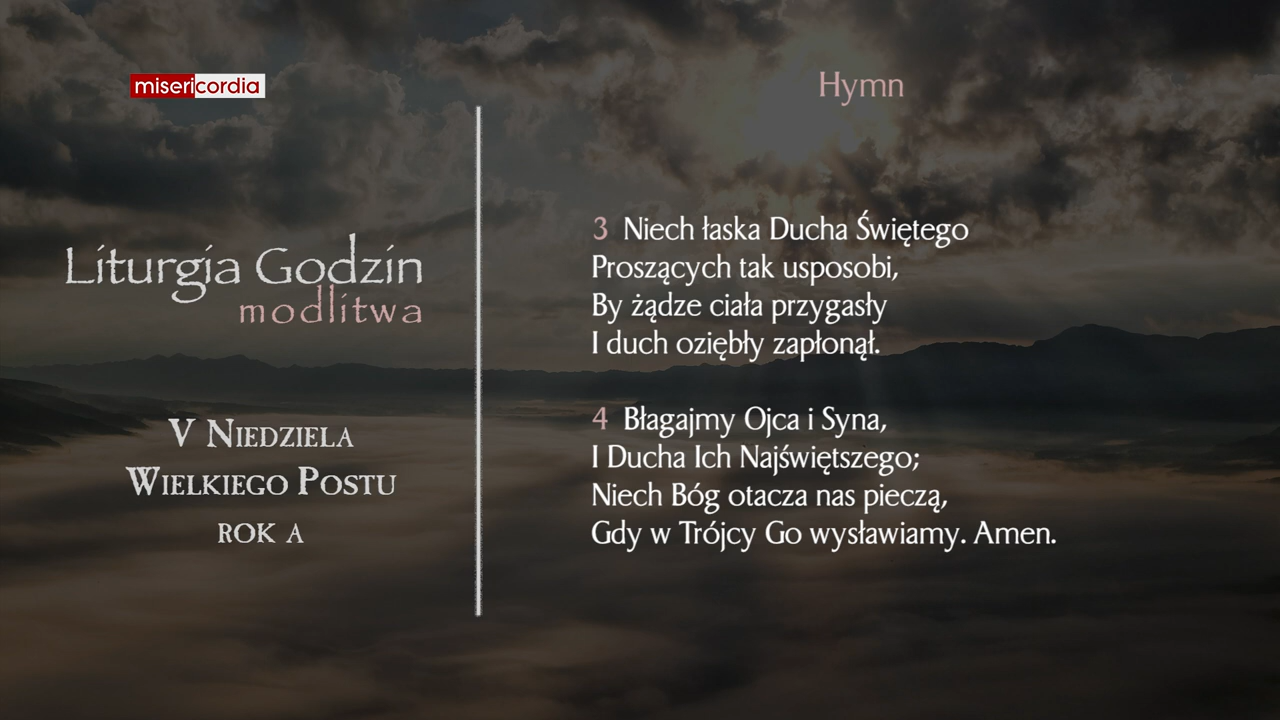 misericordia
Liturgia Godzin
modlitwa
V Niedziela
Wielkiego Postu
rok A
Hymn
3 Niech łaska Ducha Świętego
Proszących tak usposobi,
By żądze ciała przygasły
I duch oziębły zapłonął.
4 Błagajmy Ojca i Syna,
I Ducha Ich Najświętszego;
Niech Bóg otacza nas pieczą,
Gdy w Trójcy Go wysławiamy. Amen.